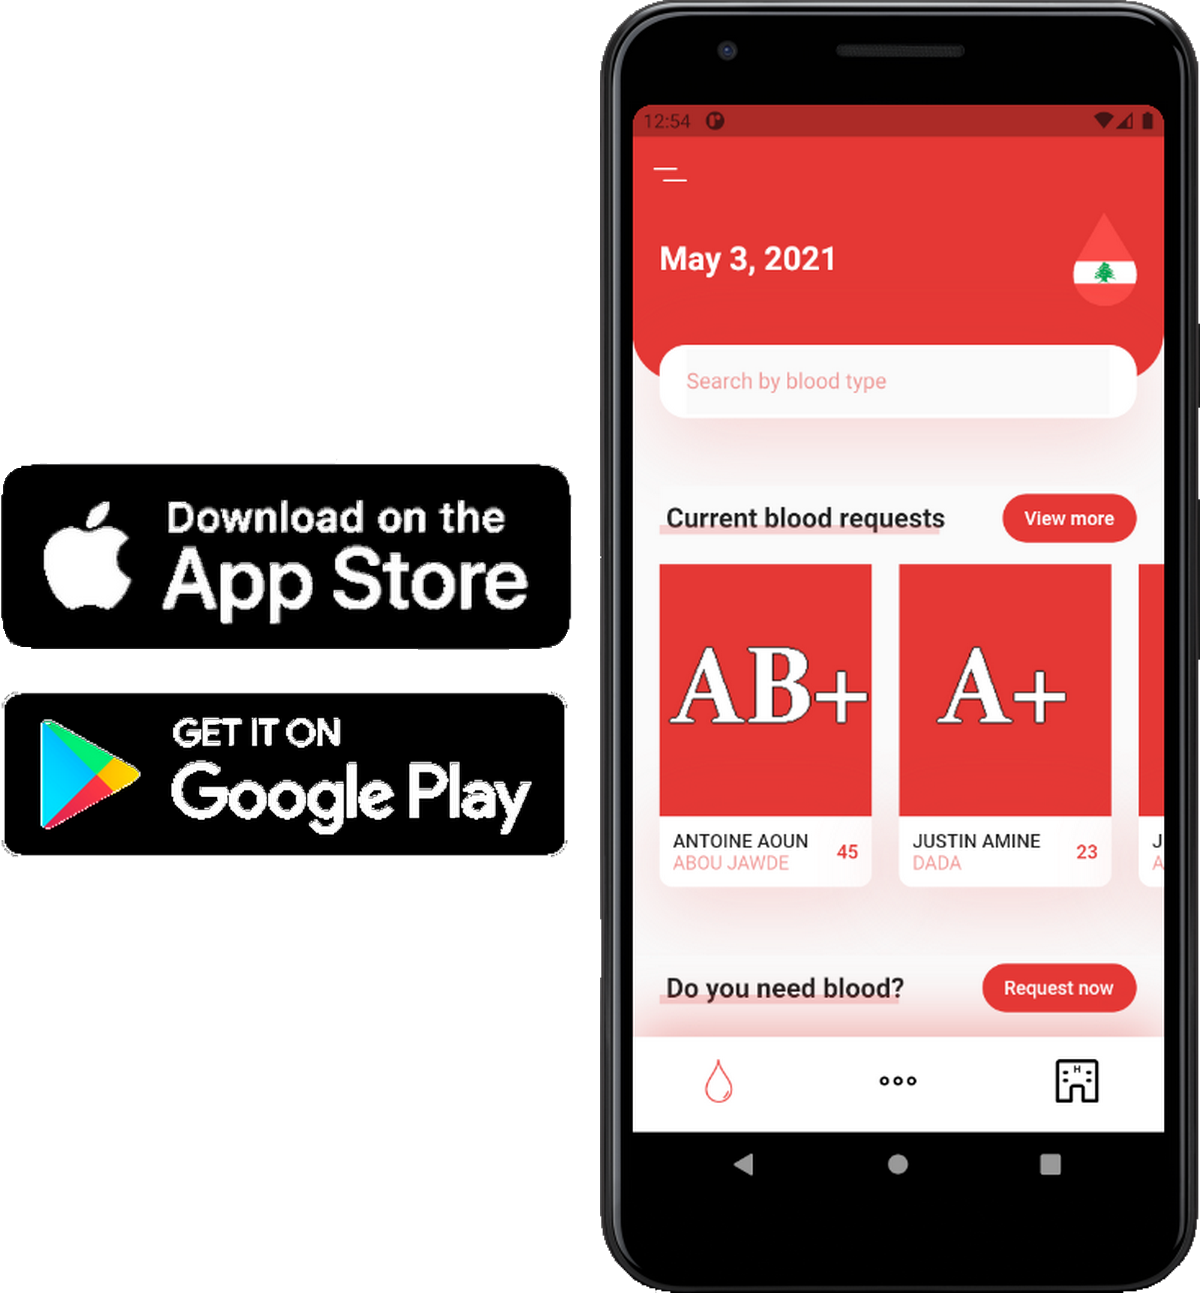 Download on the
App Store
GET IT ON
Google Play
12:54
May 3, 2021
Search by blood type
Current blood requests
View more
AB+
A+
ANTOINE AOUN
ABOU JAWDE
45
JUSTIN AMINE
DADA
23
J
A
Do you need blood?
Request now
H